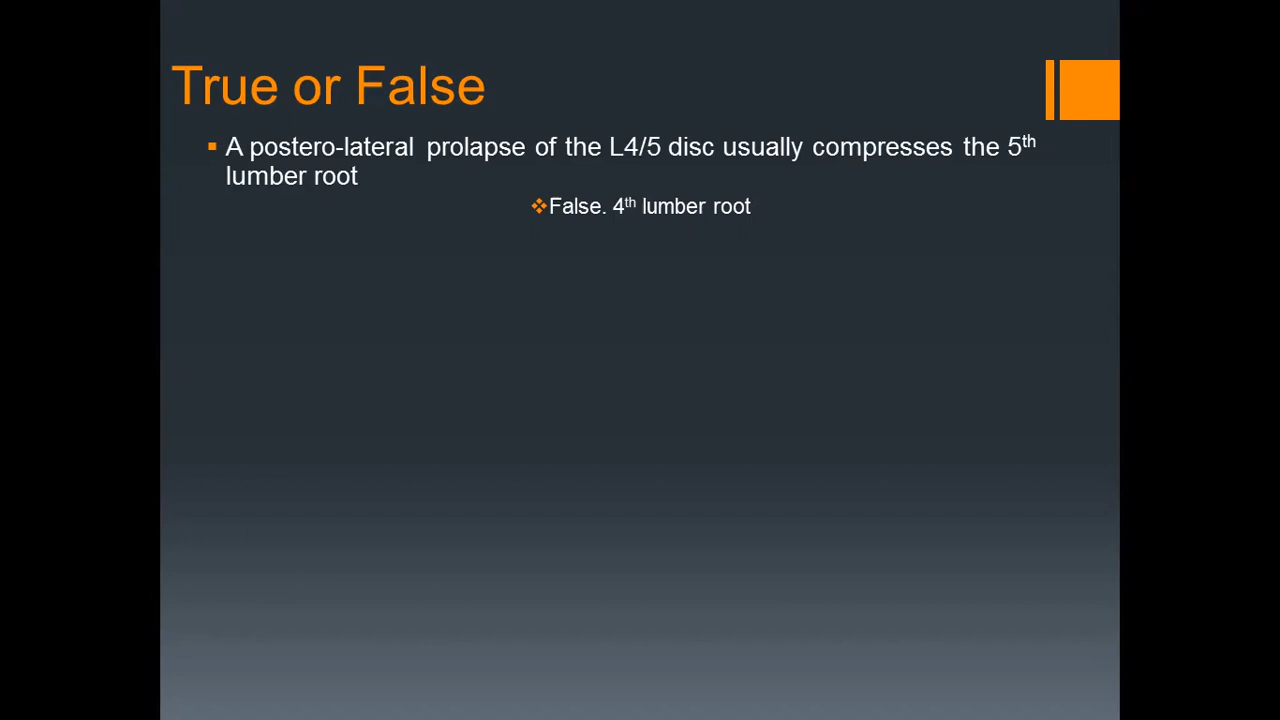 True or False
A postero-lateral prolapse of the L4/5 disc usually compresses the 5th
lumber root
False. 4th lumber root